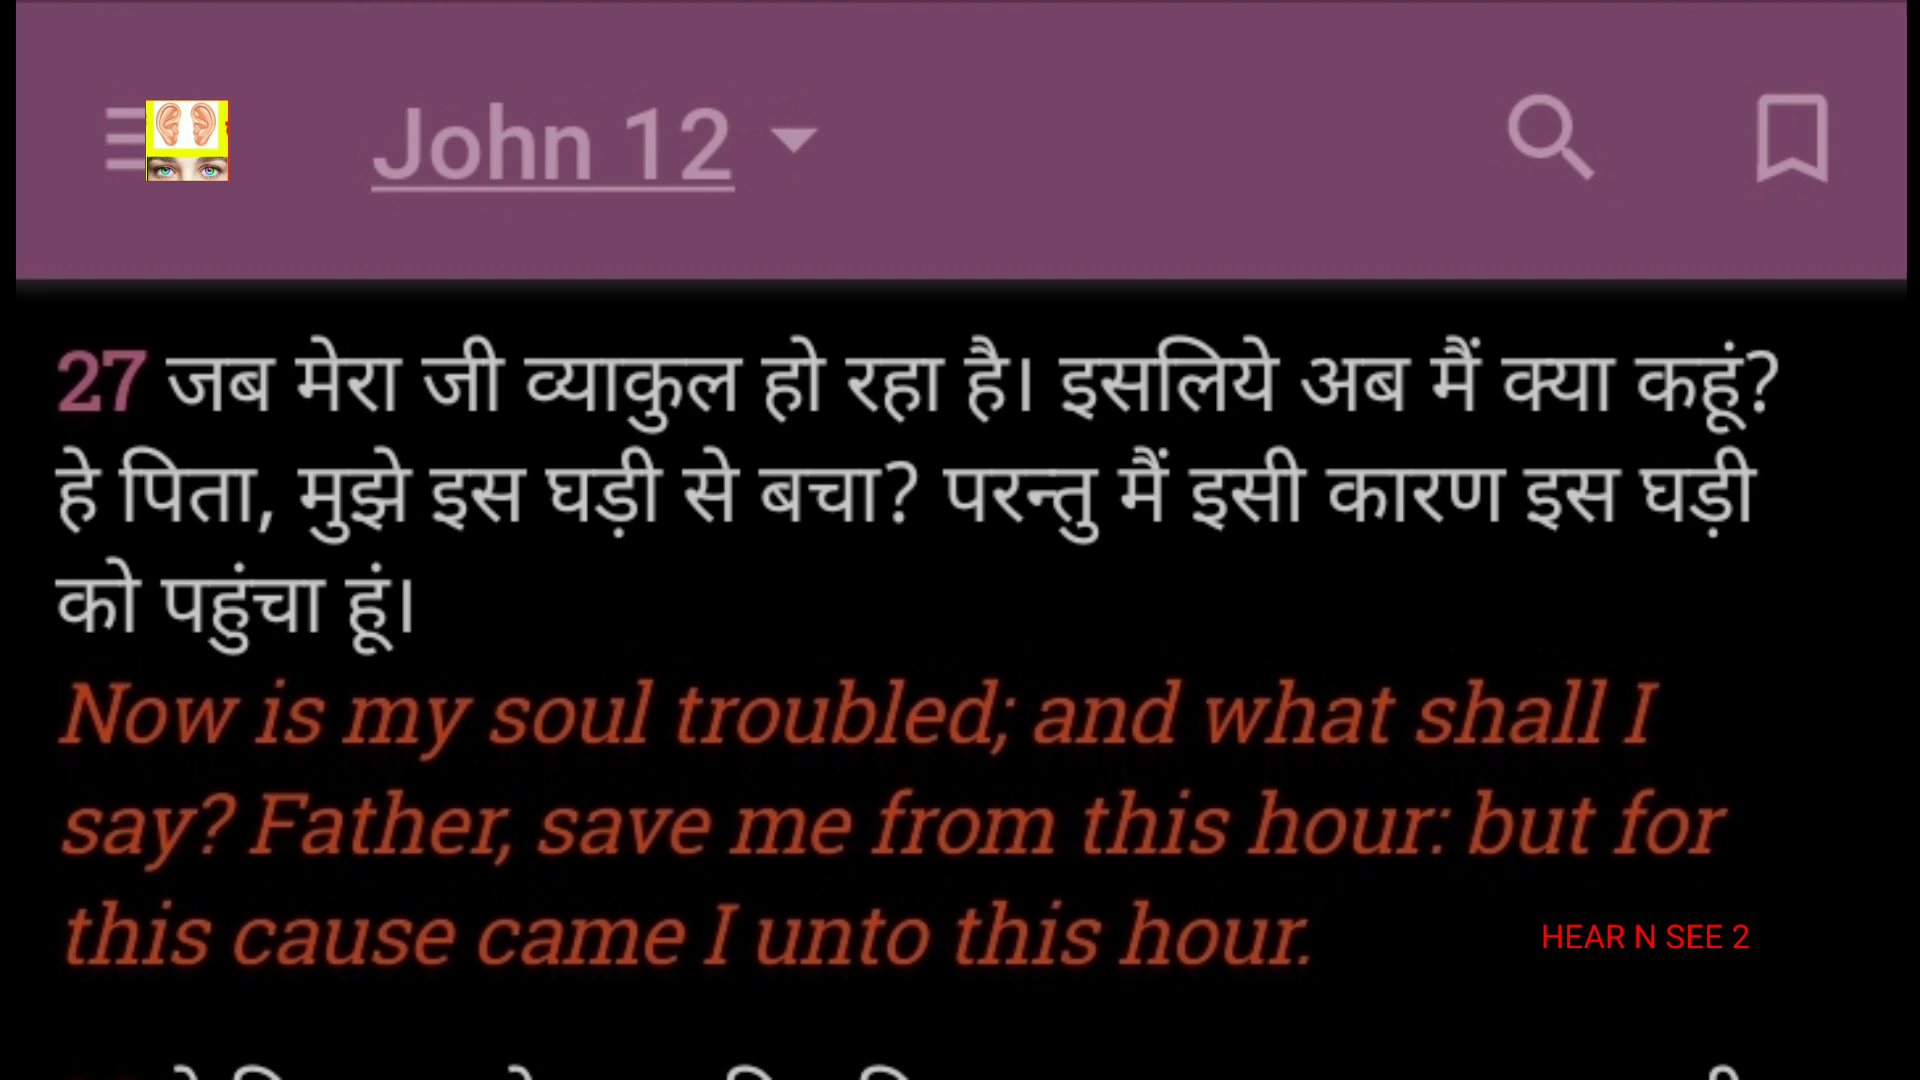 John 12
27 जब मेरा जी व्याकुल हो रहा है। इसलिये अब मैं क्या कहूं?
हे पिता, मुझे इस घड़ी से बचा? परन्तु मैं इसी कारण इस घड़ी
को पहुंचा हूं।
Now is my soul troubled; and what shall I
say? Father, save me from this hour: but for
this cause came I unto this hour.
HEAR N SEE 2